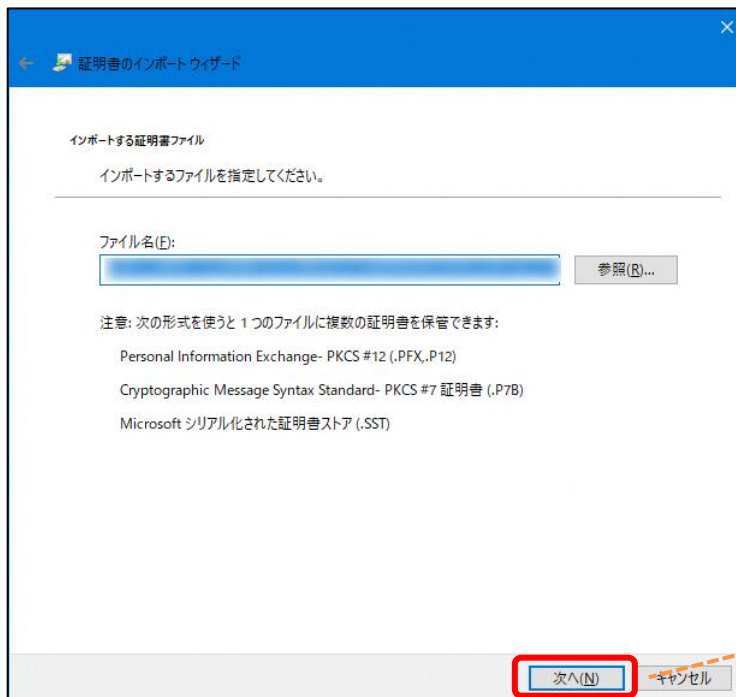 証明書のインポート ウィザード
インポートする証明書ファイル
インポートするファイルを指定してください。
ファイル名(F):
参照(R)...
注意: 次の形式を使うと 1 つのファイルに複数の証明書を保管できます:
Personal Information Exchange- PKCS #12 (.PFX,.P12)
Cryptographic Message Syntax Standard- PKCS #7 証明書 (.P7B)
Microsoft シリアル化された証明書ストア (.SST)
次へ(N)
キャンセル